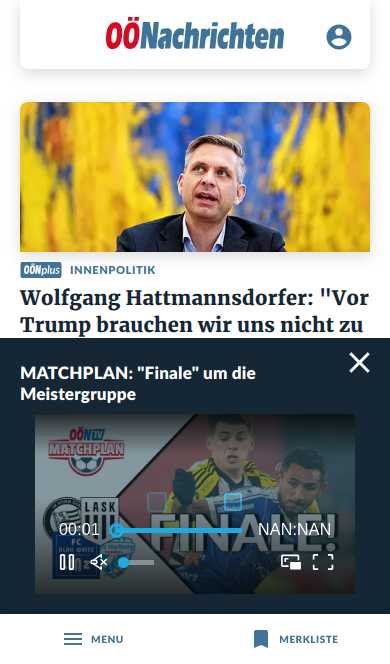 OÖNachrichten
OÖNplus INNENPOLITIK
Wolfgang Hattmannsdorfer: "Vor
Trump brauchen wir uns nicht zu
MATCHPLAN: "Finale" um die
Meistergruppe
OÖN TV
MATCHPLAN
LASK
FC
BLAU WEISS
FINALE!
00:01
NAN:NAN
MENU
MERKLISTE